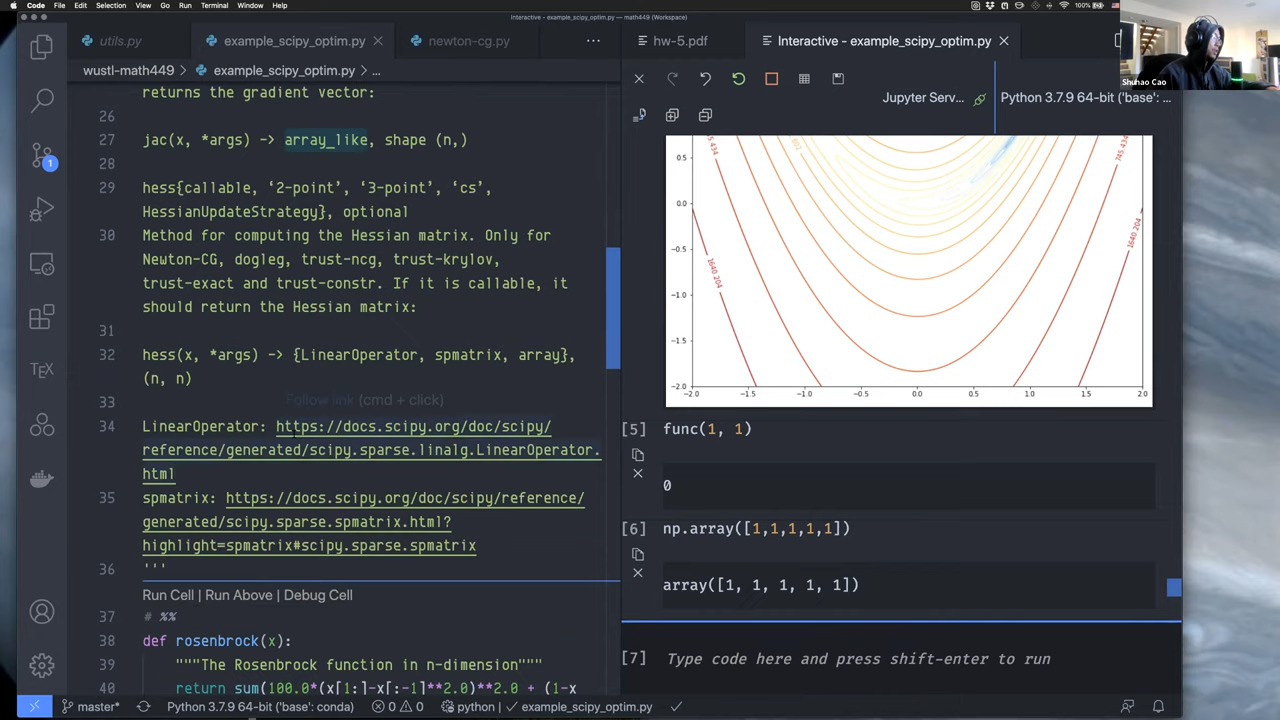 Code File Edit Selection View Go Run Terminal Window Help
100%
Interactive - example_scipy_optim.py — math449 (Workspace)
utils.py
example_scipy_optim.py
newton-cg.py
hw-5.pdf
Interactive - example_scipy_optim.py
Shuhao Cao
wustl-math449 > example_scipy_optim.py > ...
Jupyter Serv...
Python 3.7.9 64-bit ('base': ...
returns the gradient vector:
26
27 jac(x, *args) -> array_like, shape (n,)
28
29 hess{callable, ‘2-point’, ‘3-point’, ‘cs’,
HessianUpdateStrategy}, optional
30 Method for computing the Hessian matrix. Only for
Newton-CG, dogleg, trust-ncg, trust-krylov,
trust-exact and trust-constr. If it is callable, it
should return the Hessian matrix:
31
32 hess(x, *args) -> {LinearOperator, spmatrix, array},
(n, n)
33
Follow link (cmd + click)
34 LinearOperator: https://docs.scipy.org/doc/scipy/
reference/generated/scipy.sparse.linalg.LinearOperator.
html
35 spmatrix: https://docs.scipy.org/doc/scipy/reference/
generated/scipy.sparse.spmatrix.html?
highlight=spmatrix#scipy.sparse.spmatrix
36 '''
Run Cell | Run Above | Debug Cell
37 # %%
38 def rosenbrock(x):
39 """The Rosenbrock function in n-dimension"""
40 return sum(100.0*(x[1:]-x[:-1]**2.0)**2.0 + (1-x
0.5
0.0
−0.5
−1.0
−1.5
−2.0
−2.0 −1.5 −1.0 −0.5 0.0 0.5 1.0 1.5 2.0
745.434
1640.204
1640.204
[5] func(1, 1)
0
[6] np.array([1,1,1,1,1])
array([1, 1, 1, 1, 1])
[7] Type code here and press shift-enter to run
1
TEX
master* Python 3.7.9 64-bit ('base': conda) 0 0 python example_scipy_optim.py